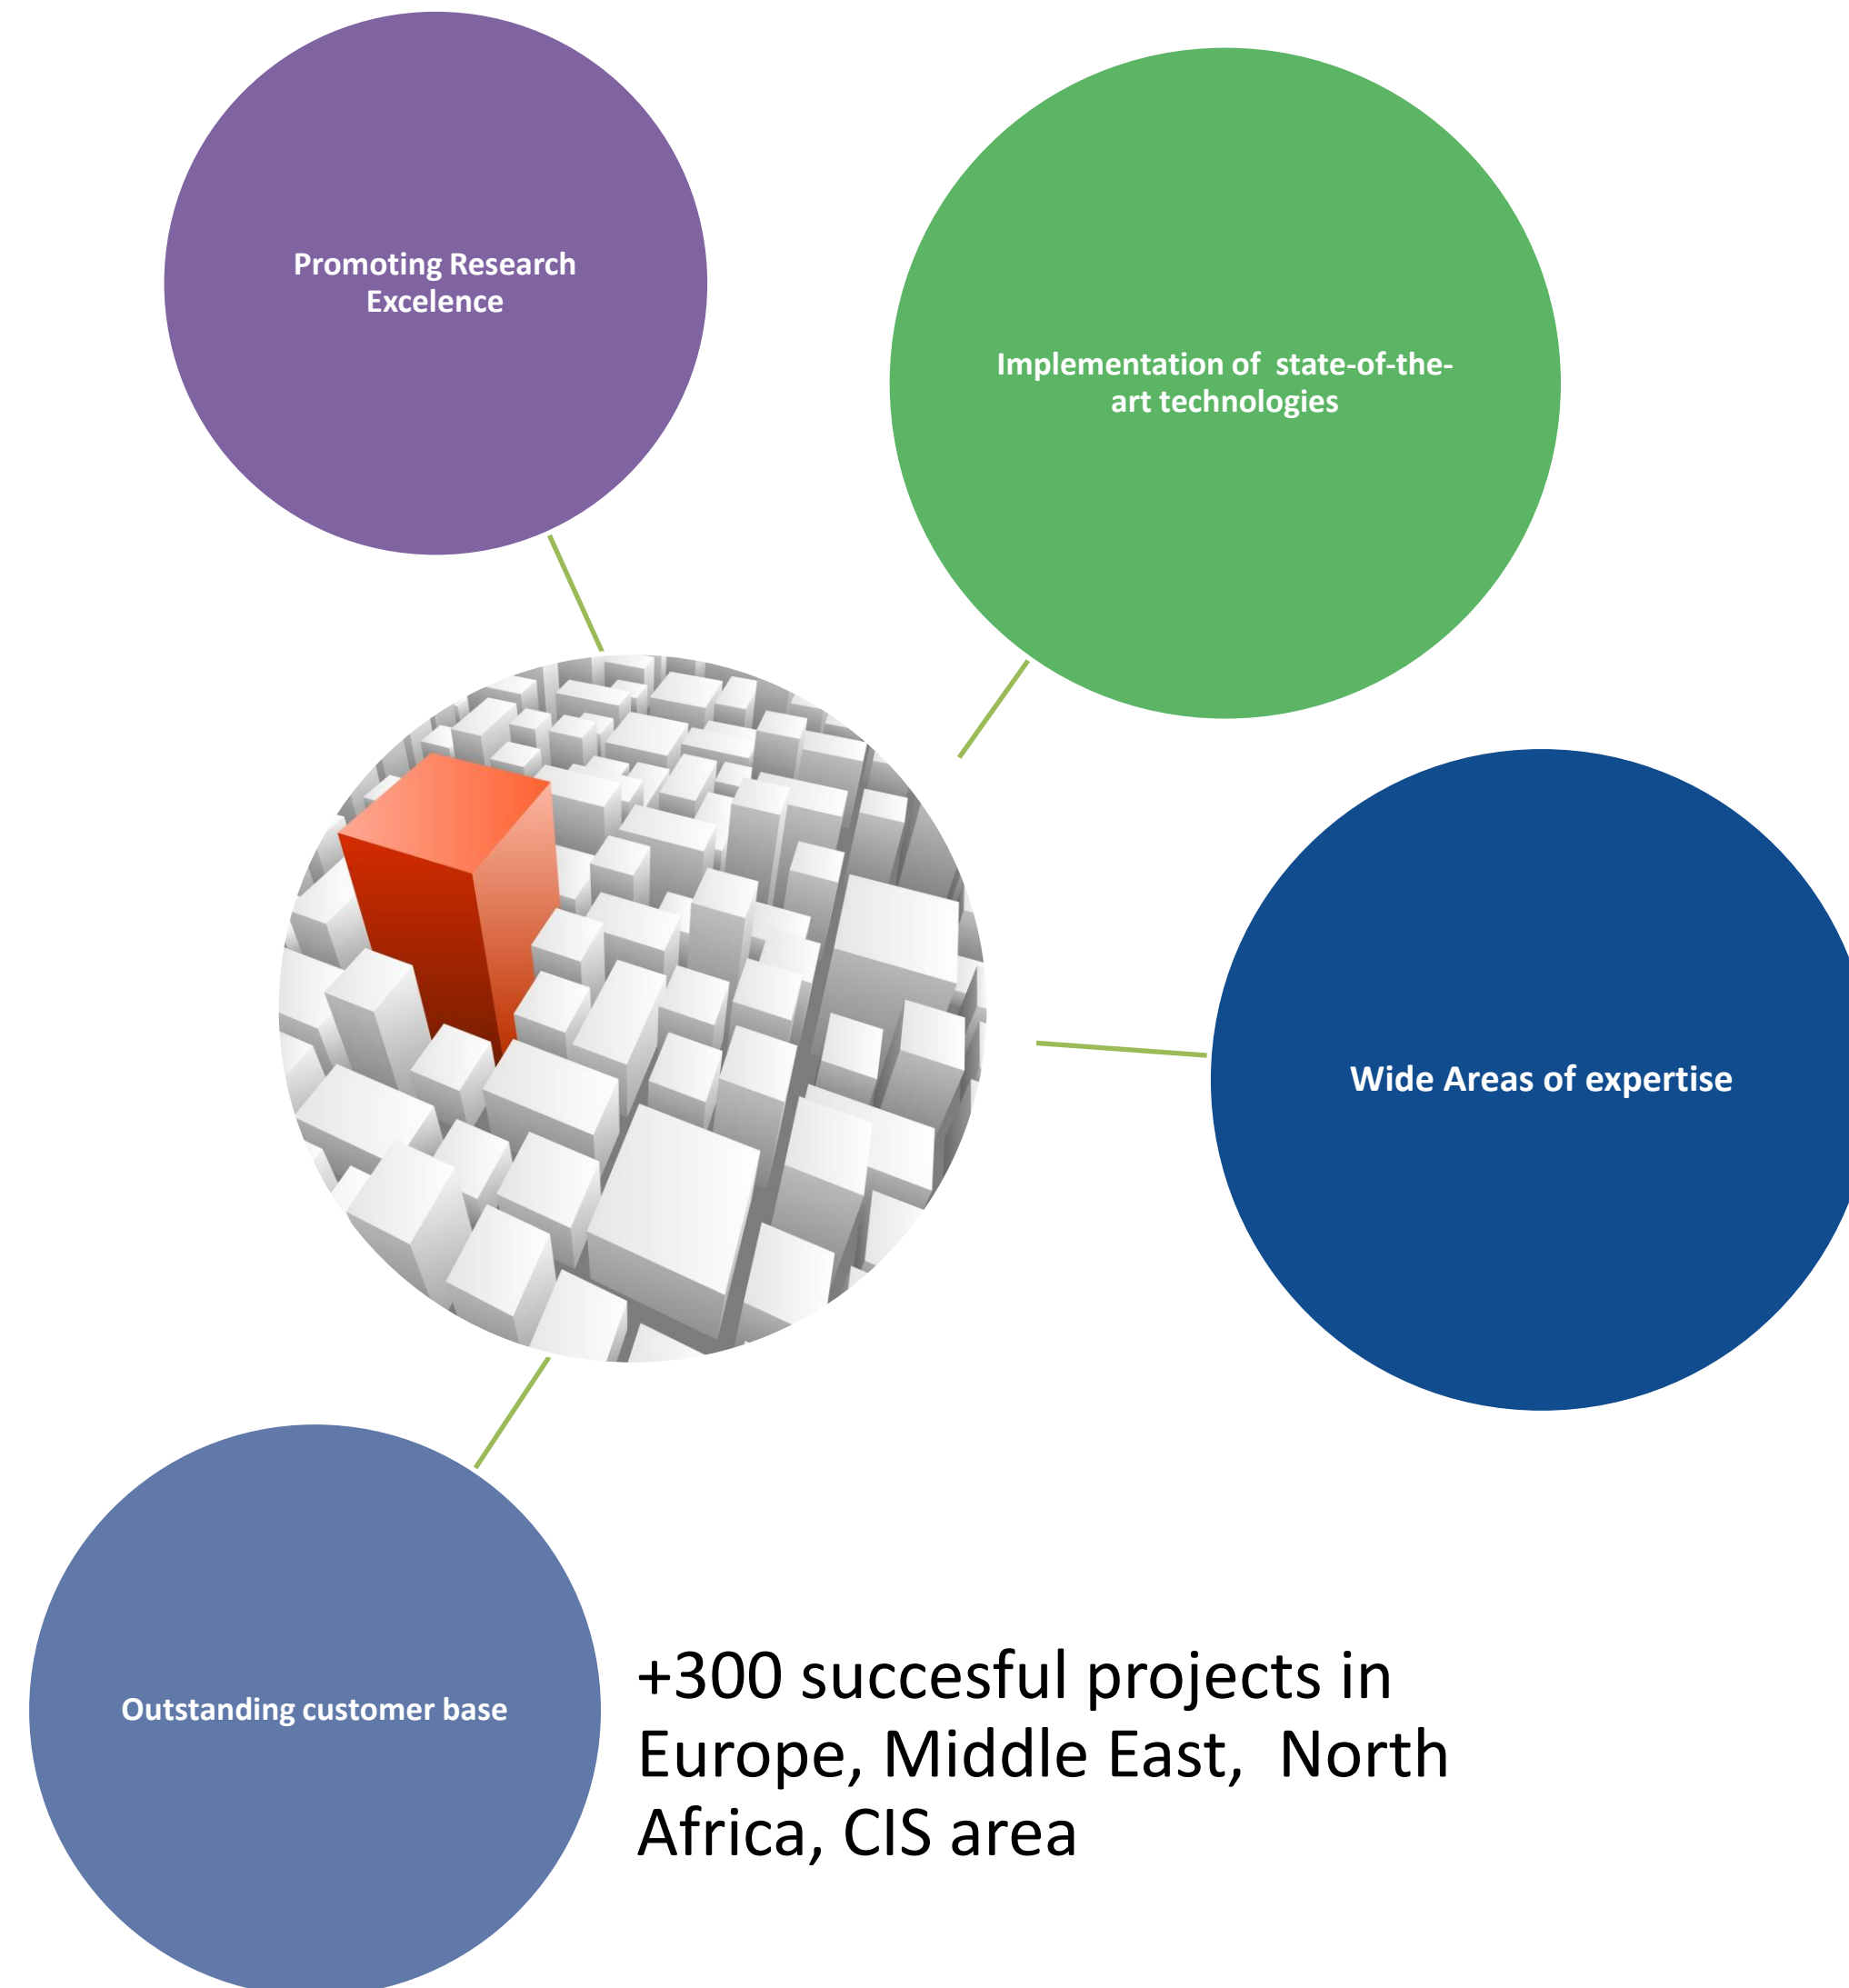 Promoting Research
Excelence
Implementation of  state-of-the-
art technologies
Wide Areas of expertise
Outstanding customer base
+300 succesful projects in
Europe, Middle East,  North
Africa, CIS area